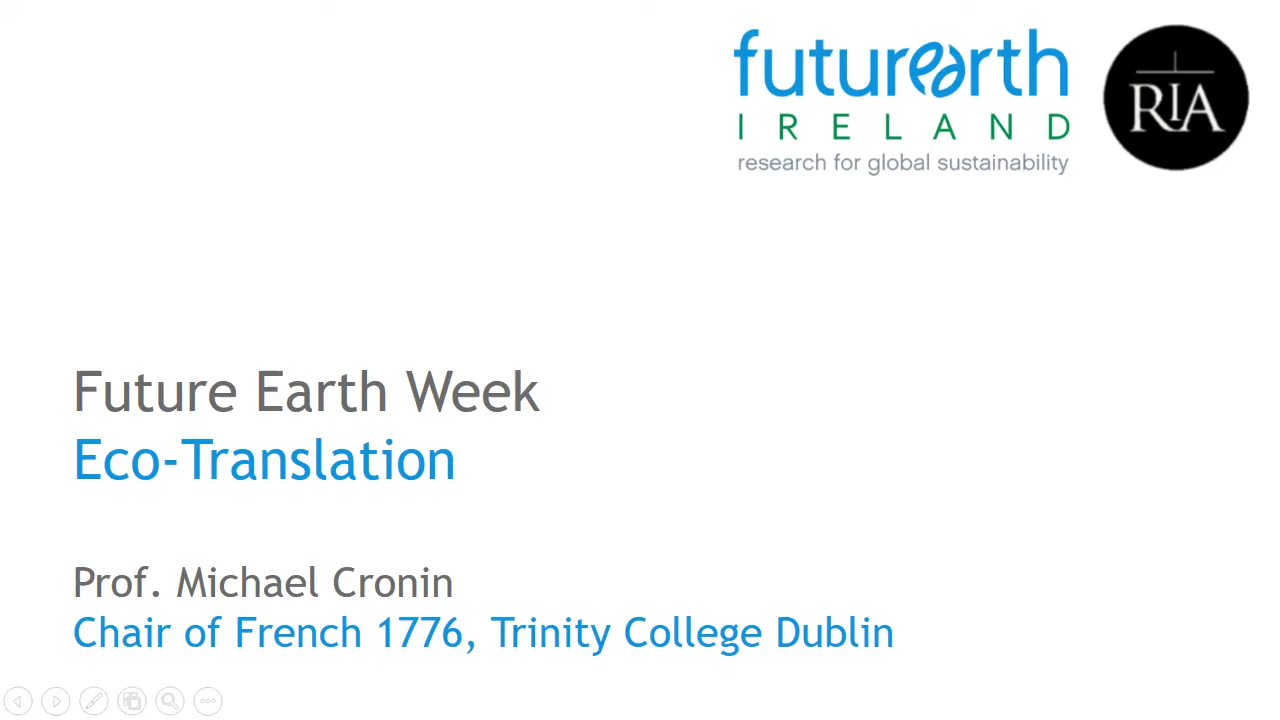 futurearth
IRELAND
research for global sustainability
RIA
Future Earth Week
Eco-Translation
Prof. Michael Cronin
Chair of French 1776, Trinity College Dublin